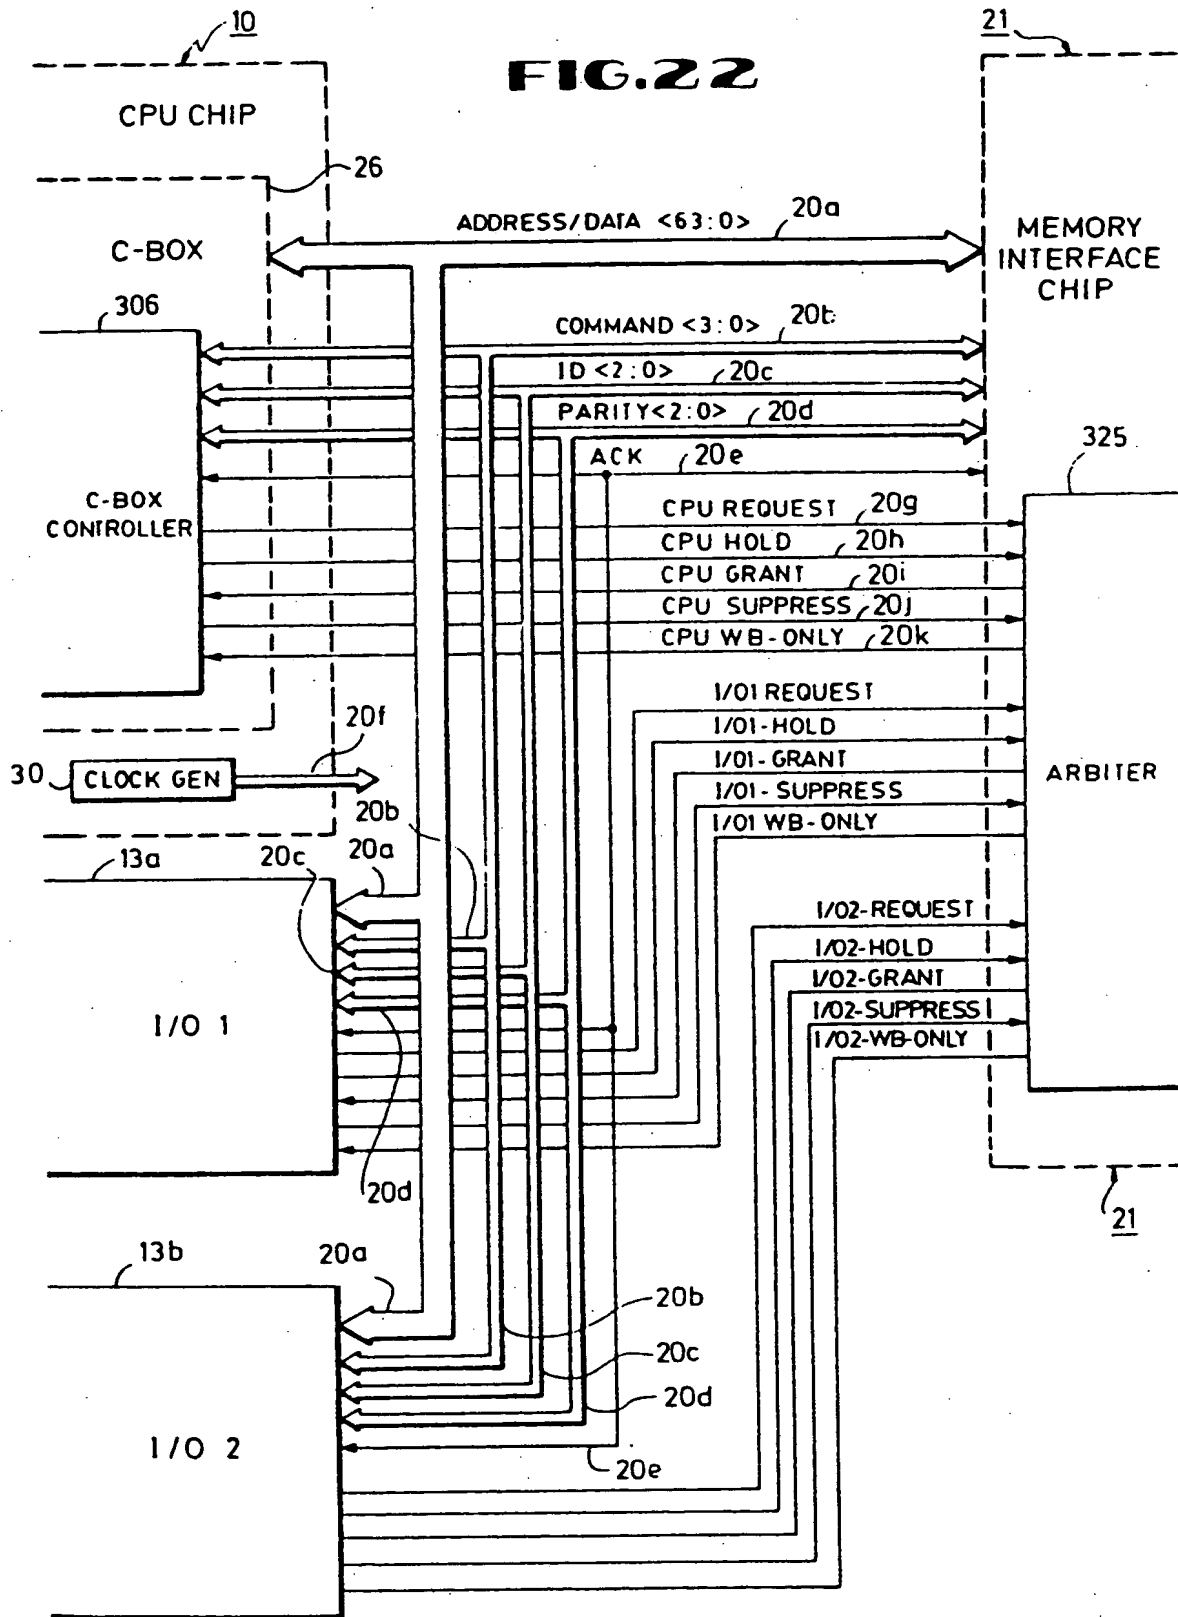 10
21
FIG.22
CPU CHIP
26
ADDRESS/DATA <63:0>
20a
C-BOX
MEMORY
INTERFACE
CHIP
306
COMMAND <3:0>
20b
ID <2:0>
20c
PARITY<2:0>
20d
ACK
20e
325
C-BOX
CONTROLLER
CPU REQUEST
20g
CPU HOLD
20h
CPU GRANT
20i
CPU SUPPRESS
20j
CPU WB-ONLY
20k
I/O1 REQUEST
I/O1-HOLD
I/O1-GRANT
I/O1-SUPPRESS
I/O1 WB-ONLY
ARBITER
20f
30
CLOCK GEN
20b
13a
20c
20a
I/O2-REQUEST
I/O2-HOLD
I/O2-GRANT
I/O2-SUPPRESS
I/O2-WB-ONLY
I/O 1
20d
21
13b
20a
20b
20c
20d
I/O 2
20e